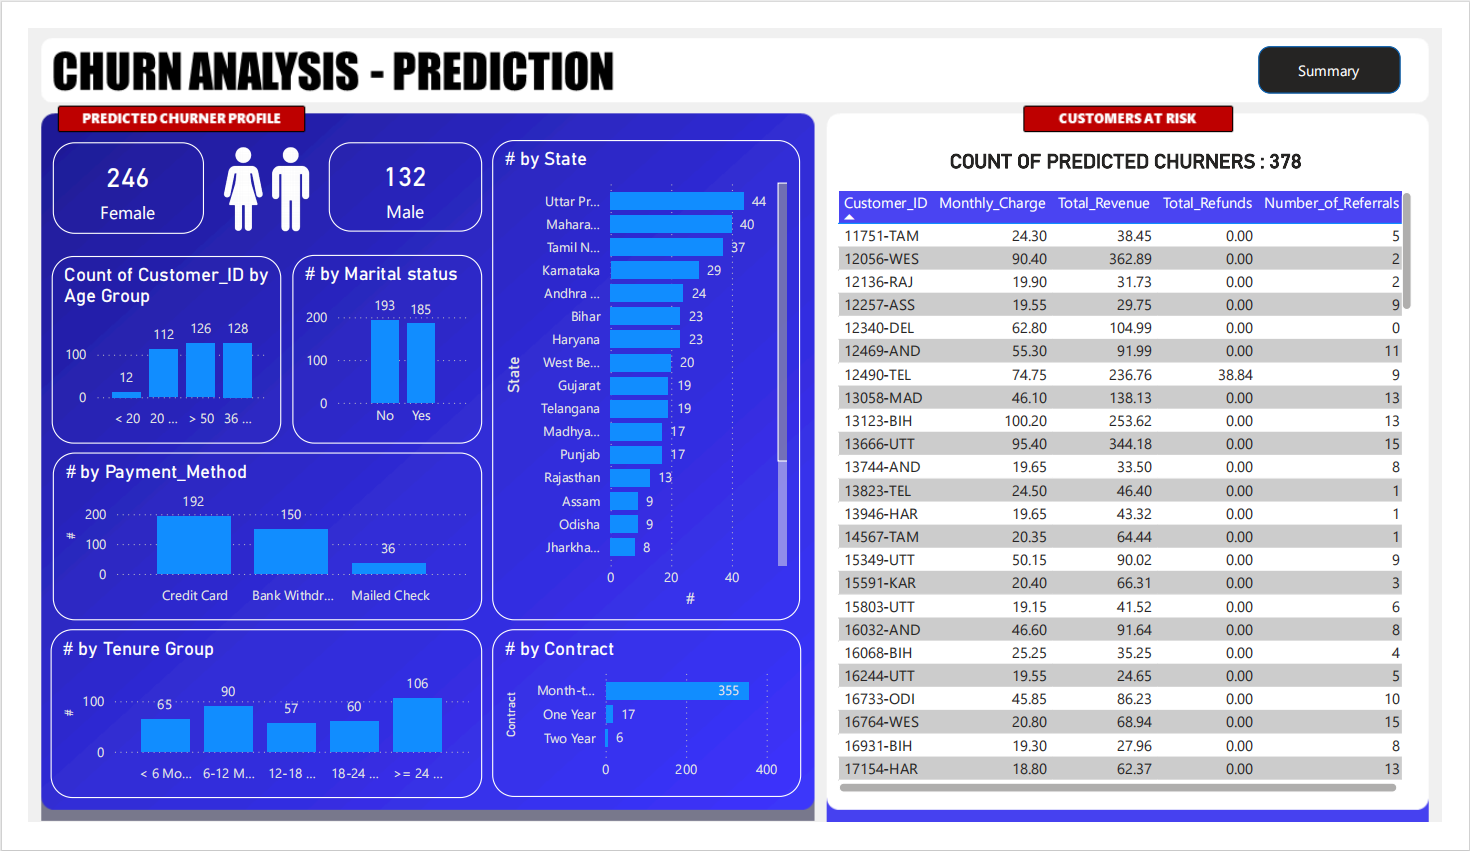 CHURN ANALYSIS - PREDICTION
Summary
PREDICTED CHURNER PROFILE
246
Female
132
Male
Count of Customer_ID by
Age Group
112 126 128
100
12
0
< 20 20 ... > 50 36 ...
# by Marital status
193 185
200
100
0
No Yes
# by Payment_Method
192
200 150
#
100
36
0
Credit Card Bank Withdr... Mailed Check
# by Tenure Group
106
90
100 65 57 60
#
0
< 6 Mo... 6-12 M... 12-18 ... 18-24 ... >= 24 ...
# by State
State
Uttar Pr... 44
Mahara... 40
Tamil N... 37
Karnataka 29
Andhra ... 24
Bihar 23
Haryana 23
West Be... 20
Gujarat 19
Telangana 19
Madhya... 17
Punjab 17
Rajasthan 13
Assam 9
Odisha 9
Jharkha... 8
0 20 40
#
# by Contract
Contract
Month-t... 355
One Year 17
Two Year 6
0 200 400
CUSTOMERS AT RISK
COUNT OF PREDICTED CHURNERS : 378
Customer_ID Monthly_Charge Total_Revenue Total_Refunds Number_of_Referrals
11751-TAM 24.30 38.45 0.00 5
12056-WES 90.40 362.89 0.00 2
12136-RAJ 19.90 31.73 0.00 2
12257-ASS 19.55 29.75 0.00 9
12340-DEL 62.80 104.99 0.00 0
12469-AND 55.30 91.99 0.00 11
12490-TEL 74.75 236.76 38.84 9
13058-MAD 46.10 138.13 0.00 13
13123-BIH 100.20 253.62 0.00 13
13666-UTT 95.40 344.18 0.00 15
13744-AND 19.65 33.50 0.00 8
13823-TEL 24.50 46.40 0.00 1
13946-HAR 19.65 43.32 0.00 1
14567-TAM 20.35 64.44 0.00 1
15349-UTT 50.15 90.02 0.00 9
15591-KAR 20.40 66.31 0.00 3
15803-UTT 19.15 41.52 0.00 6
16032-AND 46.60 91.64 0.00 8
16068-BIH 25.25 35.25 0.00 4
16244-UTT 19.55 24.65 0.00 5
16733-ODI 45.85 86.23 0.00 10
16764-WES 20.80 68.94 0.00 15
16931-BIH 19.30 27.96 0.00 8
17154-HAR 18.80 62.37 0.00 13